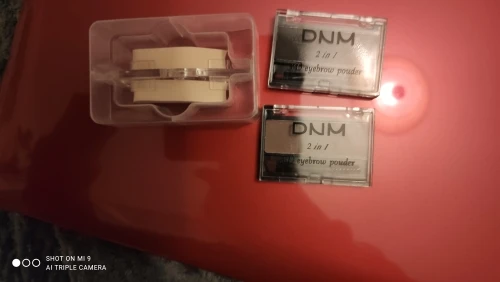 DNM
2 in 1
eyebrow powder
DNM
2 in 1
eyebrow powder
SHOT ON MI 9
AI TRIPLE CAMERA